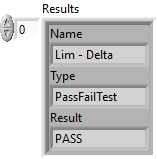 Results
0
Name
Lim - Delta
Type
PassFailTest
Result
PASS